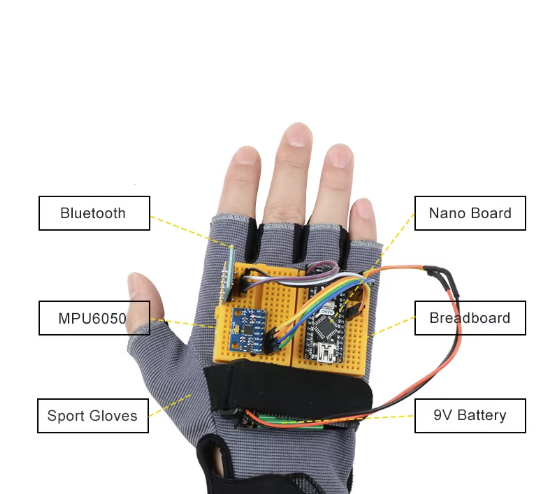 Bluetooth
Nano Board
MPU6050
Breadboard
Sport Gloves
9V Battery